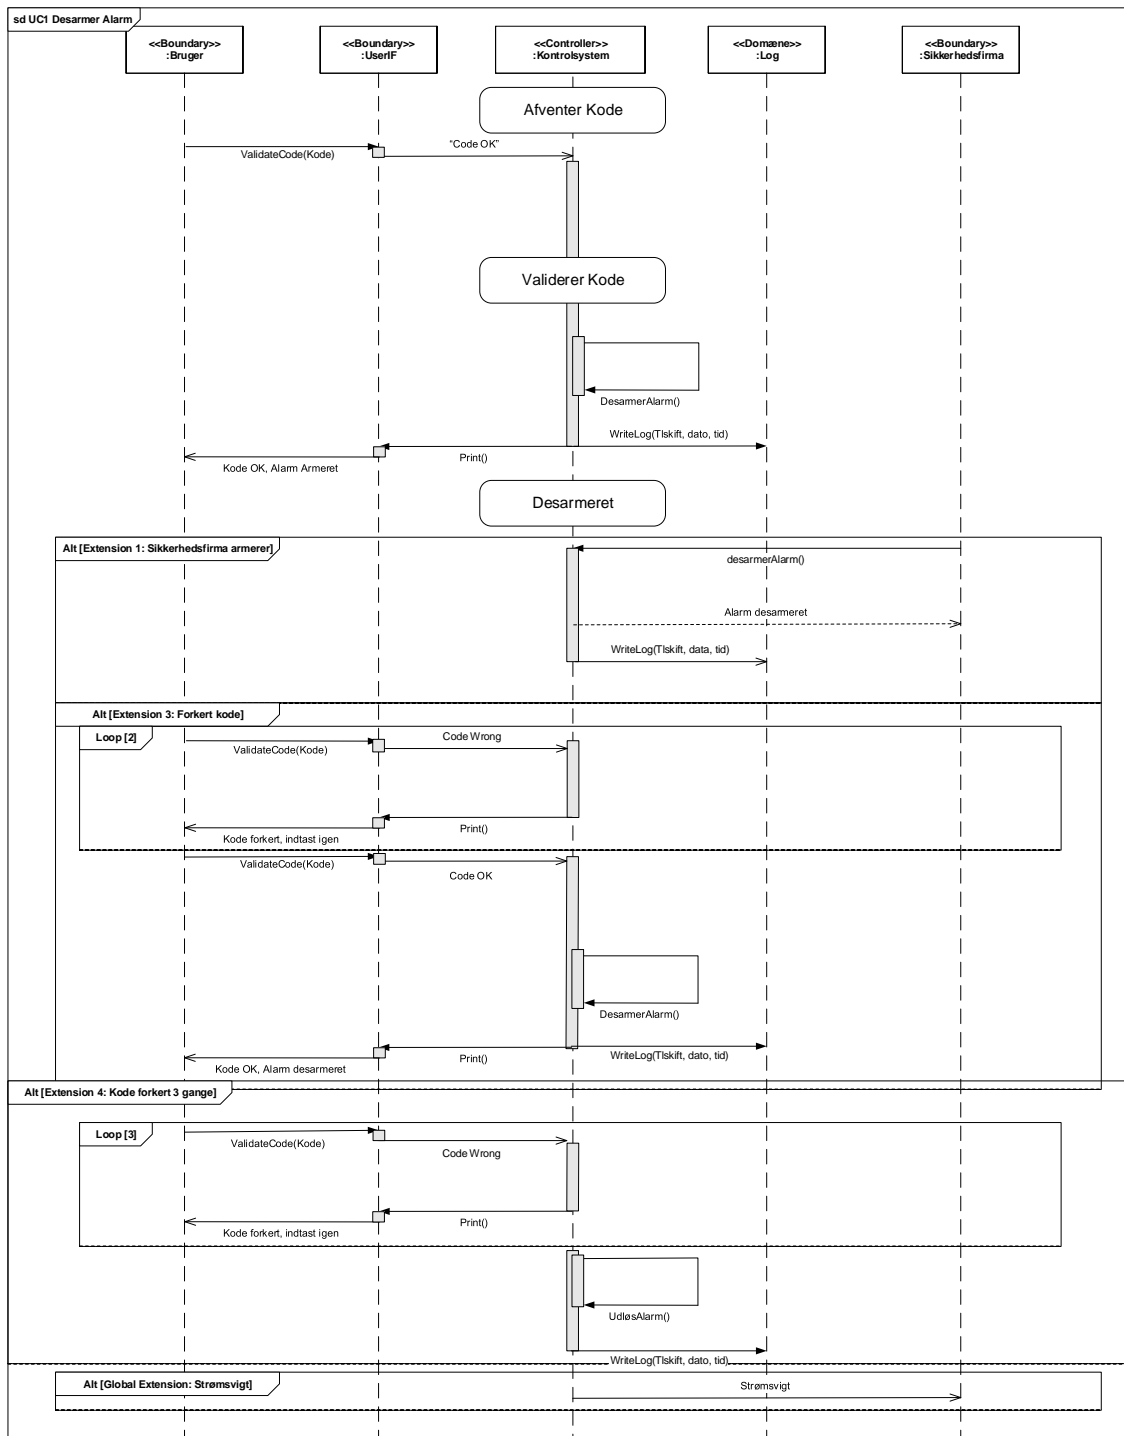 sd UC1 Desarmer Alarm
<<Boundary>>
:Bruger
<<Boundary>>
:UserIF
<<Controller>>
:Kontrolsystem
<<Domæne>>
:Log
<<Boundary>>
:Sikkerhedsfirma
Afventer Kode
ValidateCode(Kode)
"Code OK"
Validerer Kode
DesarmerAlarm()
WriteLog(TIskift, dato, tid)
Print()
Kode OK, Alarm Armeret
Desarmeret
Alt [Extension 1: Sikkerhedsfirma armerer]
desarmerAlarm()
Alarm desarmeret
WriteLog(TIskift, data, tid)
Alt [Extension 3: Forkert kode]
Loop [2]
ValidateCode(Kode)
Code Wrong
Print()
Kode forkert, indtast igen
ValidateCode(Kode)
Code OK
DesarmerAlarm()
WriteLog(TIskift, dato, tid)
Print()
Kode OK, Alarm desarmeret
Alt [Extension 4: Kode forkert 3 gange]
Loop [3]
ValidateCode(Kode)
Code Wrong
Print()
Kode forkert, indtast igen
UdløsAlarm()
WriteLog(TIskift, dato, tid)
Alt [Global Extension: Strømsvigt]
Strømsvigt